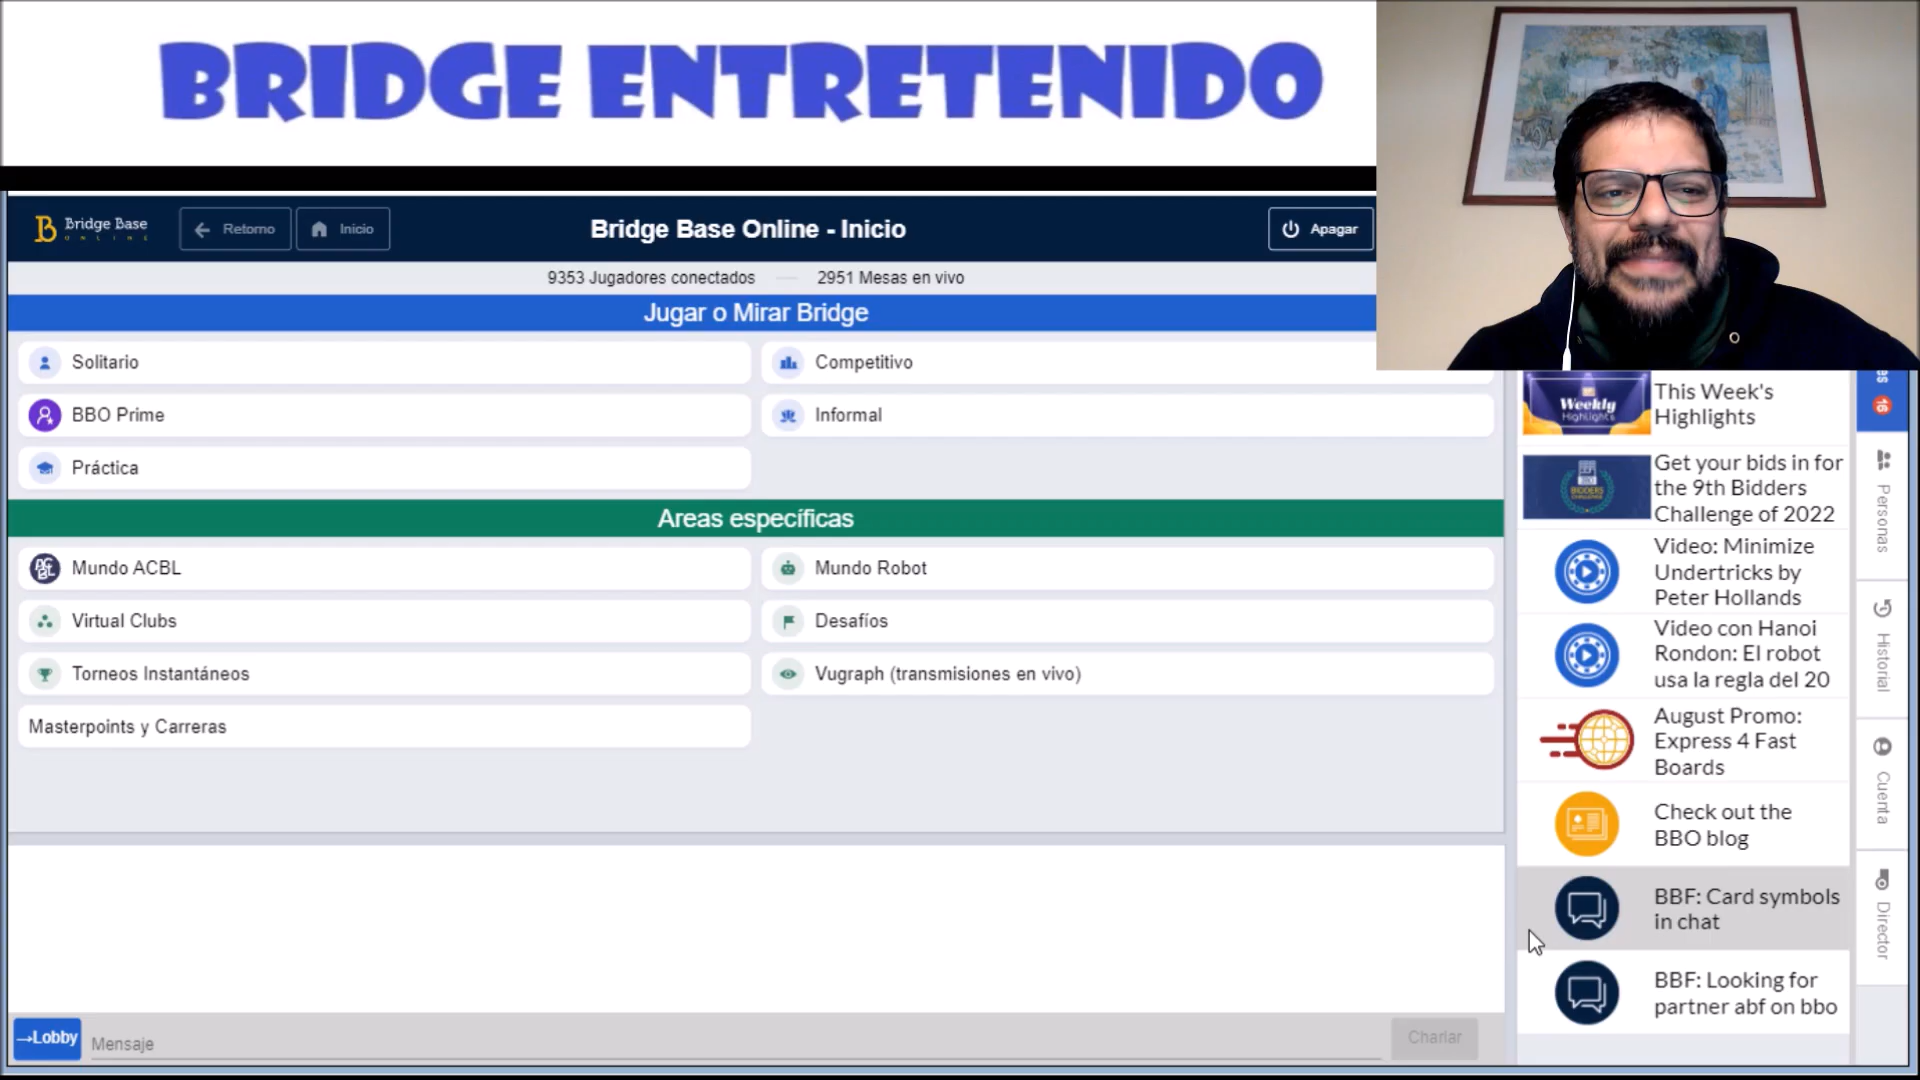 BRIDGE ENTRETENIDO
Bridge Base
ONLINE
Retorno
Inicio
Bridge Base Online - Inicio
Apagar
9353 Jugadores conectados
2951 Mesas en vivo
Jugar o Mirar Bridge
Solitario
Competitivo
BBO Prime
Informal
Práctica
Areas específicas
Mundo ACBL
Mundo Robot
Virtual Clubs
Desafíos
Torneos Instantáneos
Vugraph (transmisiones en vivo)
Masterpoints y Carreras
Weekly
Highlights
This Week's
Highlights
BIDDERS
CHALLENGE
Get your bids in for
the 9th Bidders
Challenge of 2022
Video: Minimize
Undertricks by
Peter Hollands
Video con Hanoi
Rondon: El robot
usa la regla del 20
August Promo:
Express 4 Fast
Boards
Check out the
BBO blog
BBF: Card symbols
in chat
BBF: Looking for
partner abf on bbo
16
Personas
Historial
Cuenta
Director
→Lobby
Mensaje
Charlar